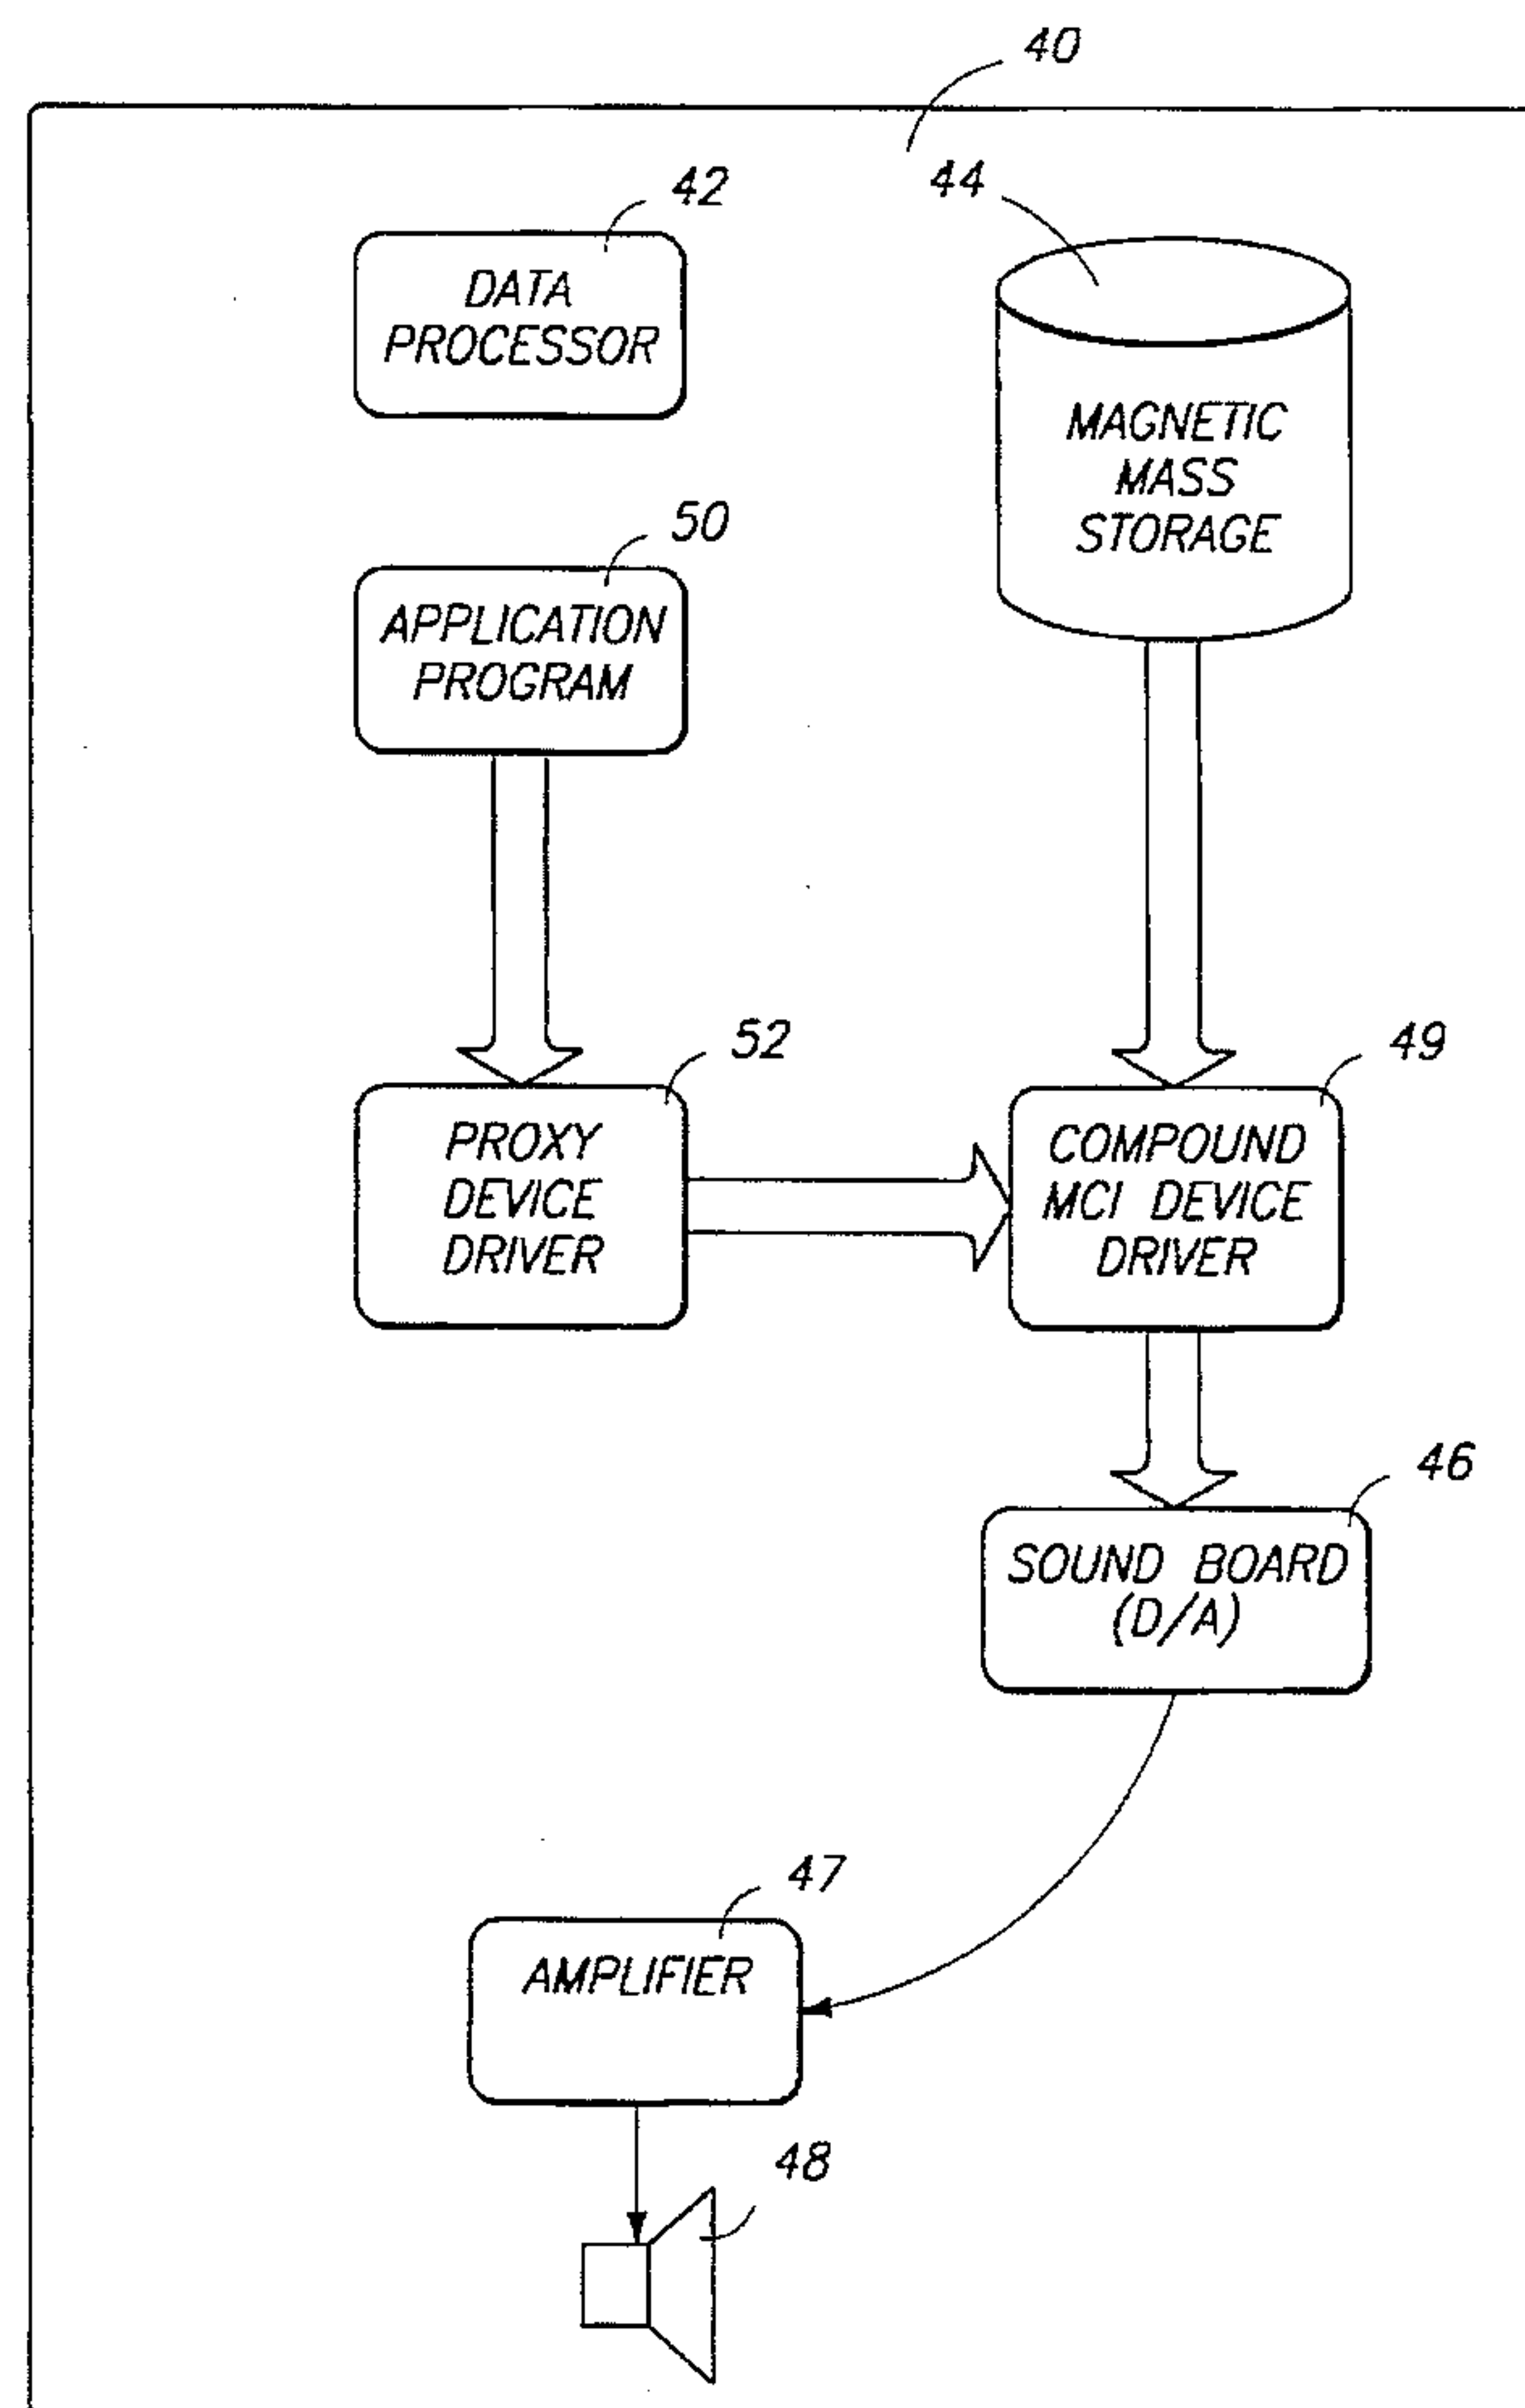 40
42
DATA
PROCESSOR
44
MAGNETIC
MASS
STORAGE
50
APPLICATION
PROGRAM
52
PROXY
DEVICE
DRIVER
49
COMPOUND
MCI DEVICE
DRIVER
46
SOUND BOARD
(D/A)
47
AMPLIFIER
48